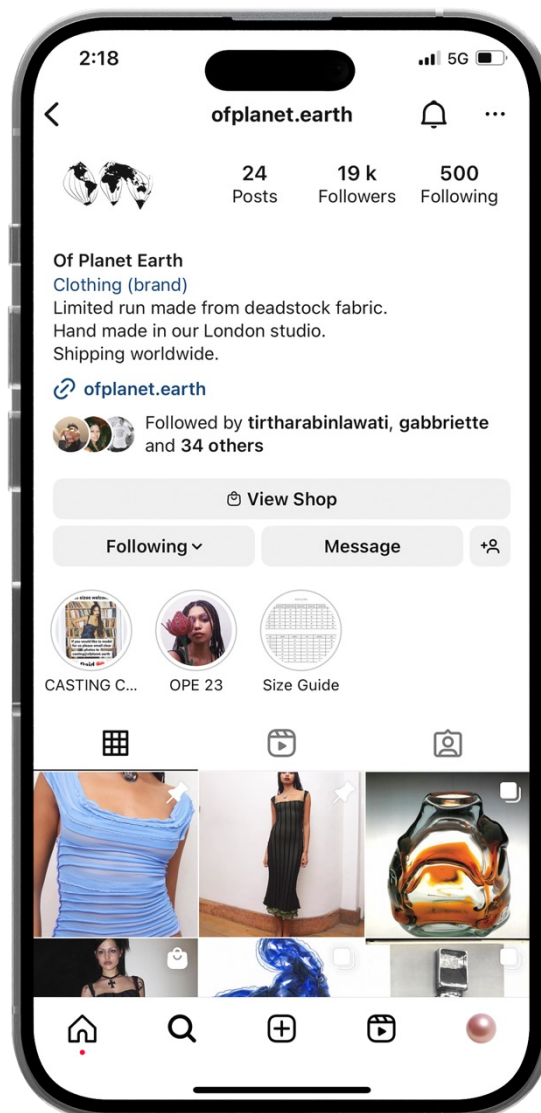 2:18
5G
ofplanet.earth
24
Posts
19 k
Followers
500
Following
Of Planet Earth
Clothing (brand)
Limited run made from deadstock fabric.
Hand made in our London studio.
Shipping worldwide.
ofplanet.earth
Followed by tirtharabinlawati, gabbriette
and 34 others
View Shop
Following
Message
CASTING C...
OPE 23
Size Guide